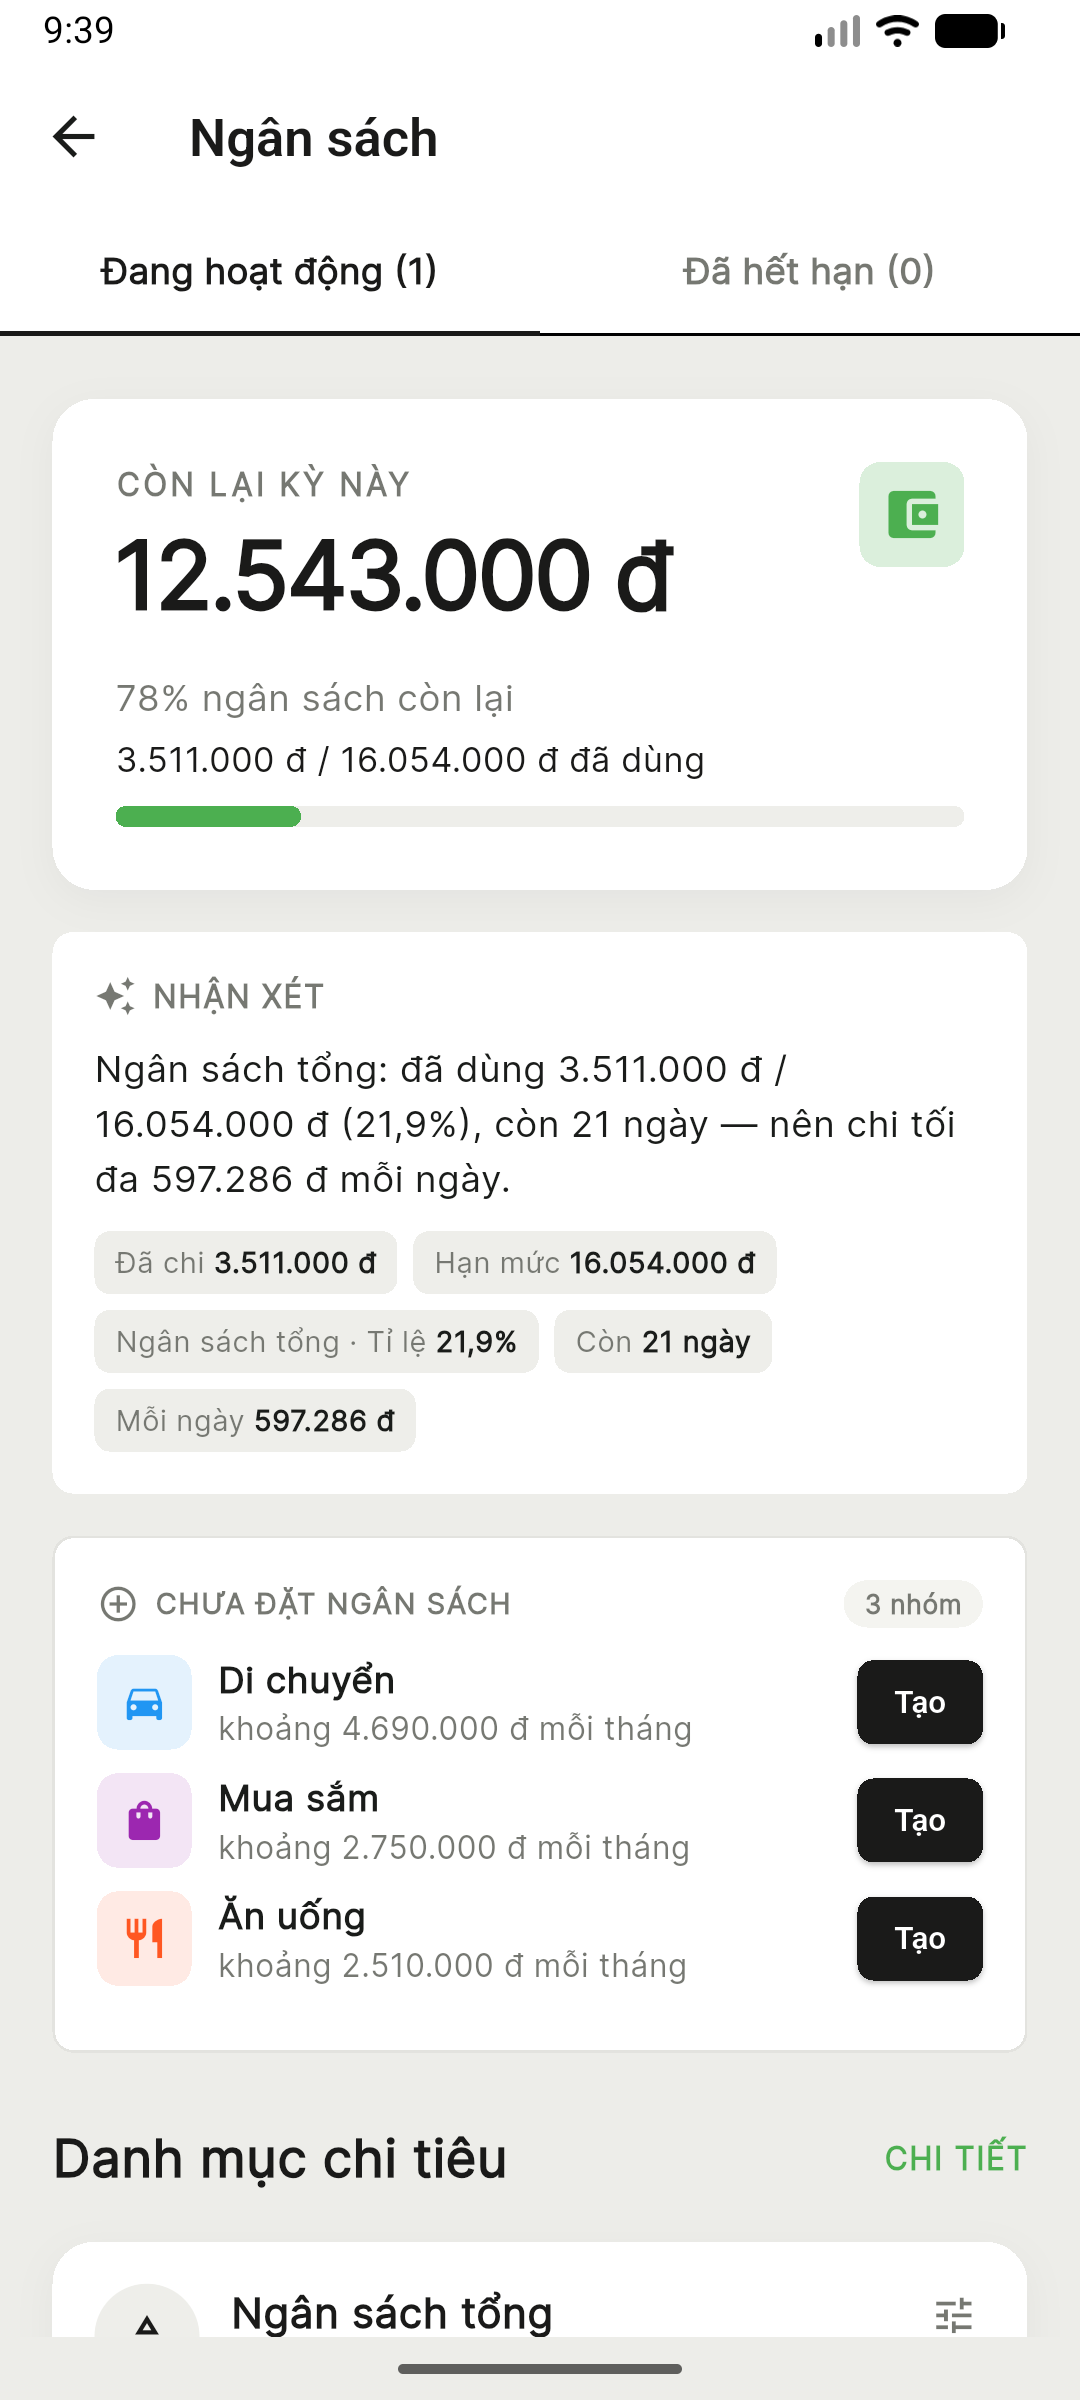 9:39
Ngân sách
Đang hoạt động (1)
Đã hết hạn (0)
CÒN LẠI KỲ NÀY
12.543.000 đ
78% ngân sách còn lại
3.511.000 đ / 16.054.000 đ đã dùng
NHẬN XÉT
Ngân sách tổng: đã dùng 3.511.000 đ /
16.054.000 đ (21,9%), còn 21 ngày — nên chi tối
đa 597.286 đ mỗi ngày.
Đã chi 3.511.000 đ
Hạn mức 16.054.000 đ
Ngân sách tổng · Tỉ lệ 21,9%
Còn 21 ngày
Mỗi ngày 597.286 đ
CHƯA ĐẶT NGÂN SÁCH
3 nhóm
Di chuyển
khoảng 4.690.000 đ mỗi tháng
Tạo
Mua sắm
khoảng 2.750.000 đ mỗi tháng
Tạo
Ăn uống
khoảng 2.510.000 đ mỗi tháng
Tạo
Danh mục chi tiêu
CHI TIẾT
Ngân sách tổng